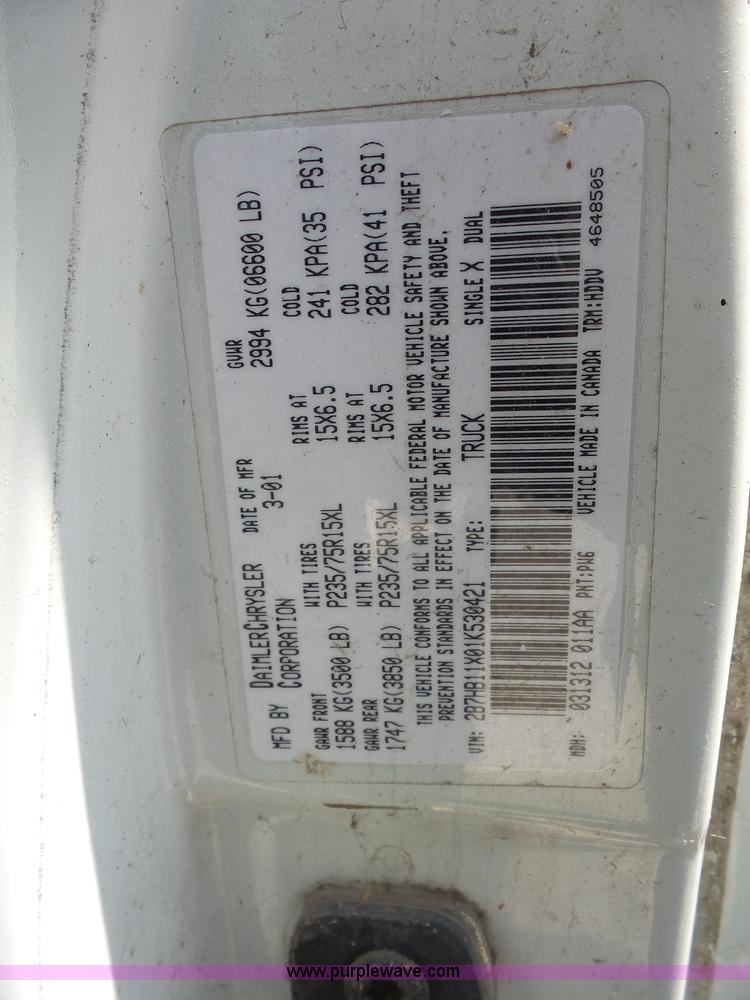 MFD BY DAIMLERCHRYSLER CORPORATION DATE OF MFR 3-01 GVWR 2994 KG(06600 LB)
GAWR FRONT WITH TIRES RIMS AT COLD
1588 KG(3500 LB) P235/75R15XL 15X6.5 241 KPA(35 PSI)
GAWR REAR WITH TIRES RIMS AT COLD
1747 KG(3850 LB) P235/75R15XL 15X6.5 282 KPA(41 PSI)
THIS VEHICLE CONFORMS TO ALL APPLICABLE FEDERAL MOTOR VEHICLE SAFETY AND THEFT
PREVENTION STANDARDS IN EFFECT ON THE DATE OF MANUFACTURE SHOWN ABOVE.
VIN: 2B7HB11X01K530421 TYPE: TRUCK SINGLE X DUAL
MDH: 031312 011AA PNT:PW6 VEHICLE MADE IN CANADA TRM:HDDV 4648505
www.purplewave.com